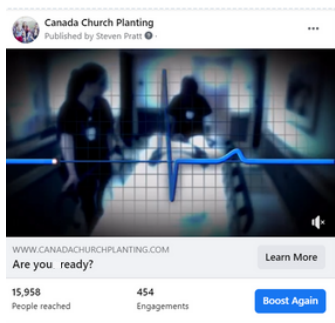 Canada Church Planting
Published by Steven Pratt
WWW.CANADACHURCHPLANTING.COM
Are you ready?
Learn More
15,958
People reached
454
Engagements
Boost Again